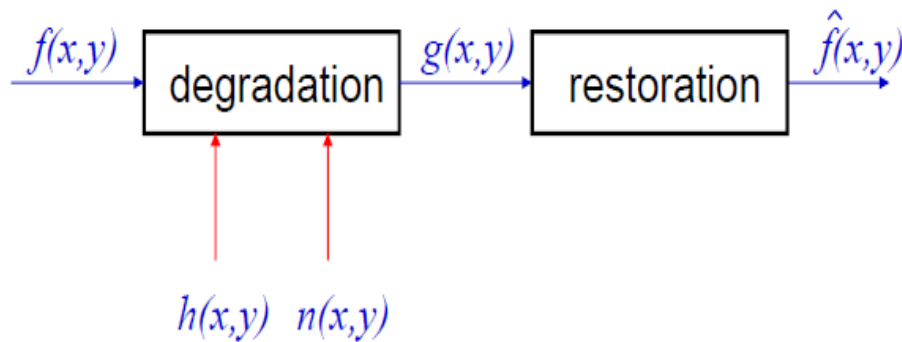 f(x,y) g(x,y) f̂(x,y)
degradation restoration
h(x,y) n(x,y)